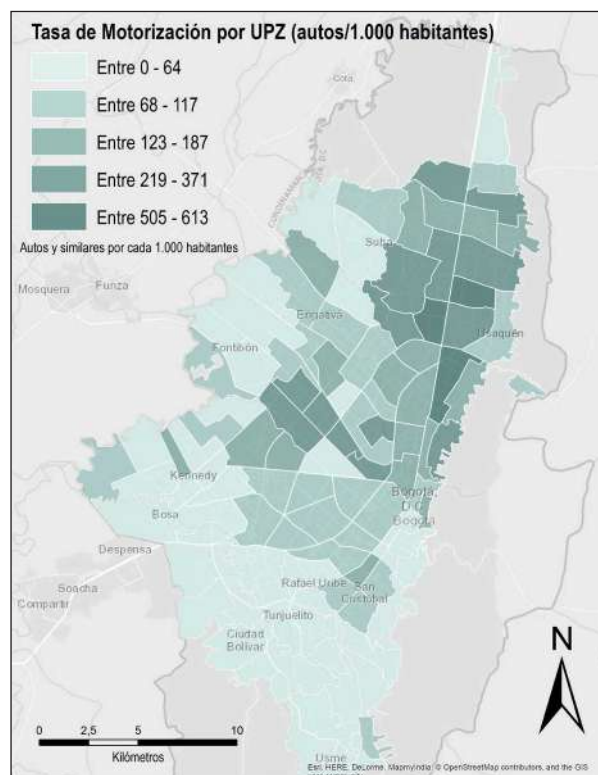 Tasa de Motorización por UPZ (autos/1.000 habitantes)
Entre 0 - 64
Entre 68 - 117
Entre 123 - 187
Entre 219 - 371
Entre 505 - 613
Autos y similares por cada 1.000 habitantes
Cota
Suba
Mosquera
Funza
Engativá
Usaquén
Fontibón
Kennedy
Bosa
Bogotá,
D.C.
Bogotá
Despensa
Soacha
Compartir
Rafael Uribe
San
Cristóbal
Tunjuelito
Ciudad
Bolívar
N
0 2,5 5 10
Kilómetros
Usme
Esri, HERE, DeLorme, MapmyIndia, © OpenStreetMap contributors, and the GIS